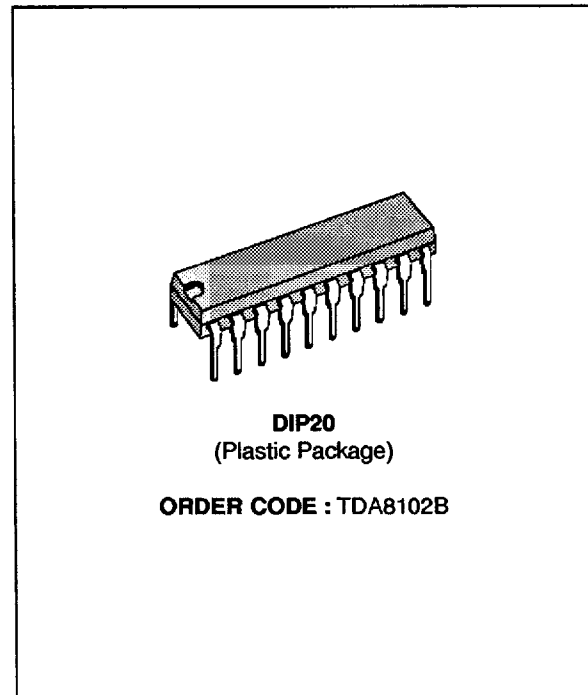 DIP20
(Plastic Package)
ORDER CODE : TDA8102B